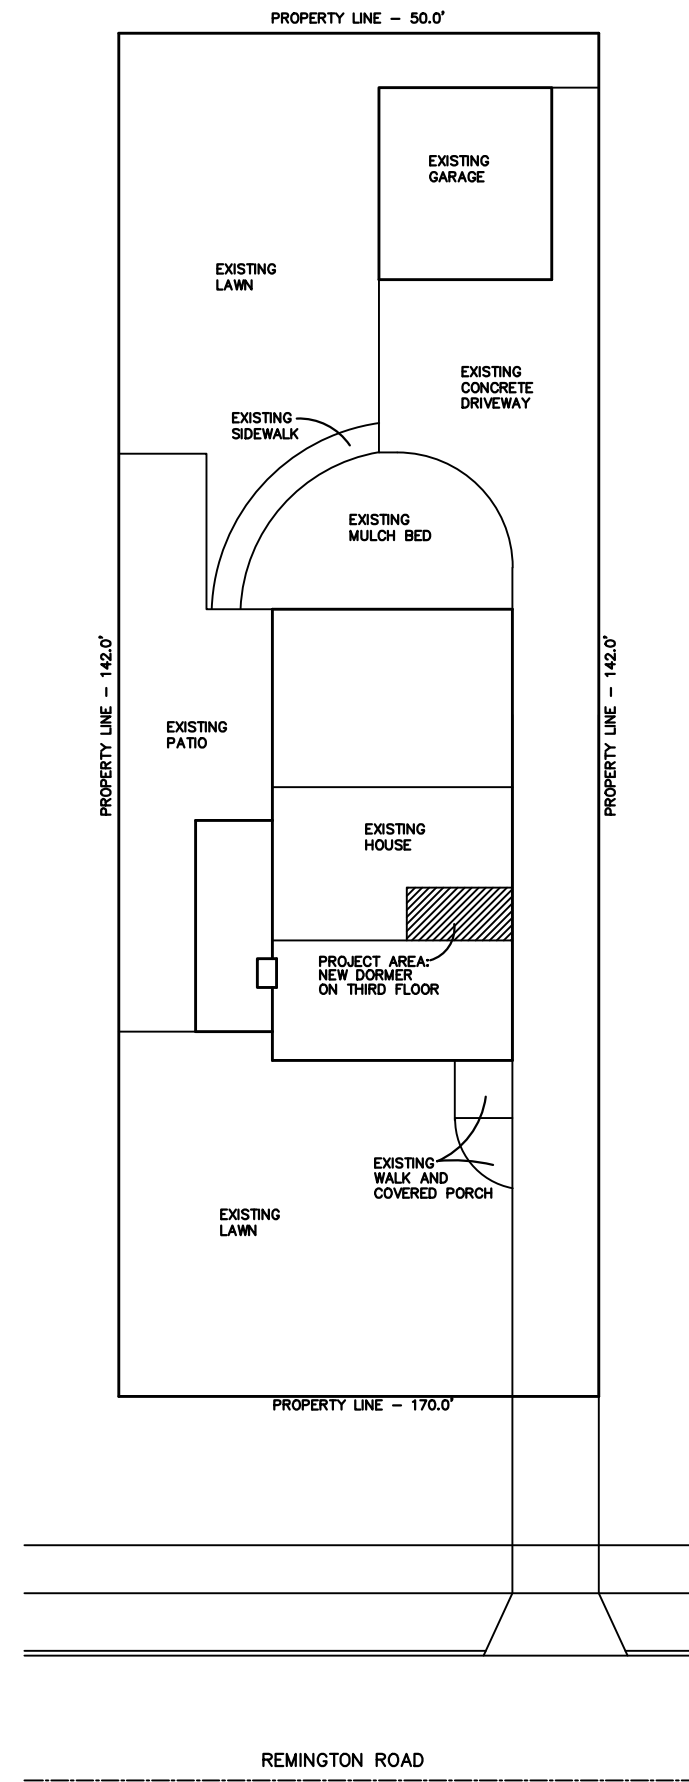 PROPERTY LINE - 50.0'
EXISTING
GARAGE
EXISTING
LAWN
EXISTING
CONCRETE
DRIVEWAY
EXISTING
SIDEWALK
EXISTING
MULCH BED
PROPERTY LINE - 142.0'
PROPERTY LINE - 142.0'
EXISTING
PATIO
EXISTING
HOUSE
PROJECT AREA:
NEW DORMER
ON THIRD FLOOR
EXISTING
WALK AND
COVERED PORCH
EXISTING
LAWN
PROPERTY LINE - 170.0'
REMINGTON ROAD